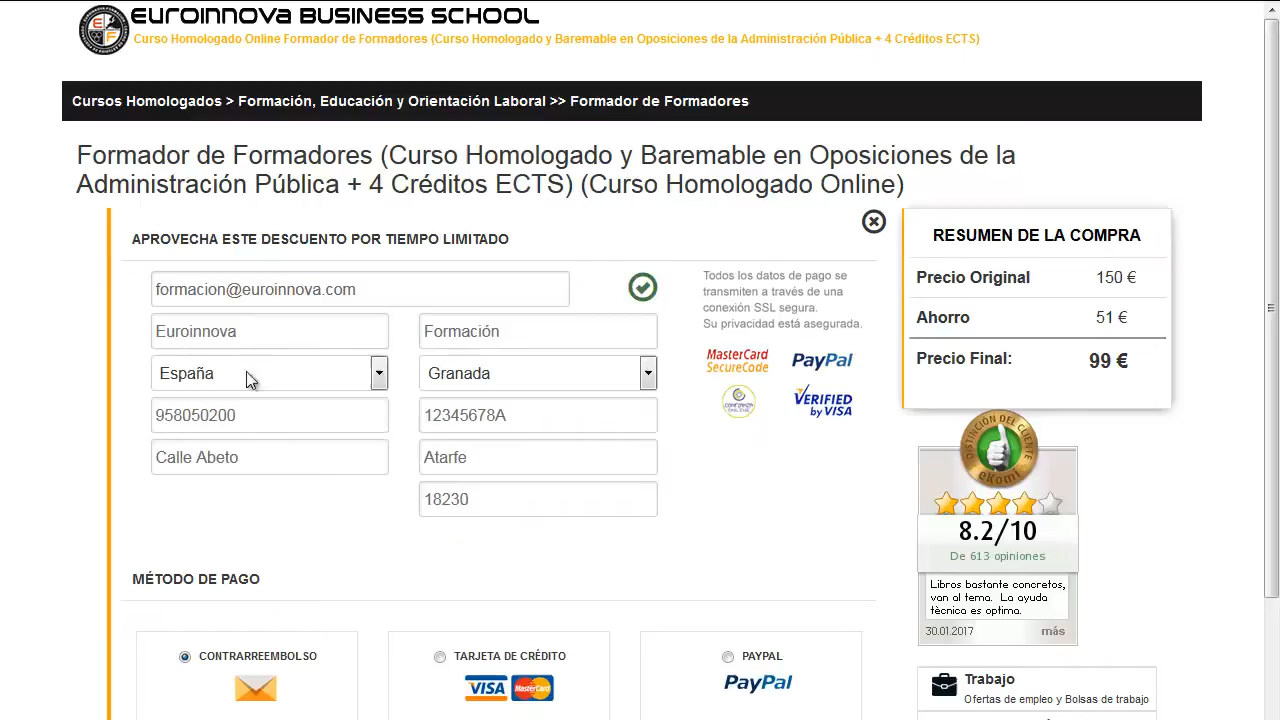 EUROINNOVA BUSINESS SCHOOL
Curso Homologado Online Formador de Formadores (Curso Homologado y Baremable en Oposiciones de la Administración Pública + 4 Créditos ECTS)
Cursos Homologados > Formación, Educación y Orientación Laboral >> Formador de Formadores
Formador de Formadores (Curso Homologado y Baremable en Oposiciones de la
Administración Pública + 4 Créditos ECTS) (Curso Homologado Online)
APROVECHA ESTE DESCUENTO POR TIEMPO LIMITADO
formacion@euroinnova.com
Euroinnova
Formación
España
Granada
958050200
12345678A
Calle Abeto
Atarfe
18230
Todos los datos de pago se
transmiten a través de una
conexión SSL segura.
Su privacidad está asegurada.
MasterCard
SecureCode
PayPal
CONFIANZA
ONLINE
VERIFIED
by VISA
MÉTODO DE PAGO
CONTRARREEMBOLSO
TARJETA DE CRÉDITO
VISA
MasterCard
PAYPAL
PayPal
RESUMEN DE LA COMPRA
Precio Original 150 €
Ahorro 51 €
Precio Final: 99 €
DISTINCIÓN DEL CLIENTE
eKomi
8.2/10
De 613 opiniones
Libros bastante concretos,
van al tema. La ayuda
tècnica es optima.
30.01.2017 más
Trabajo
Ofertas de empleo y Bolsas de trabajo